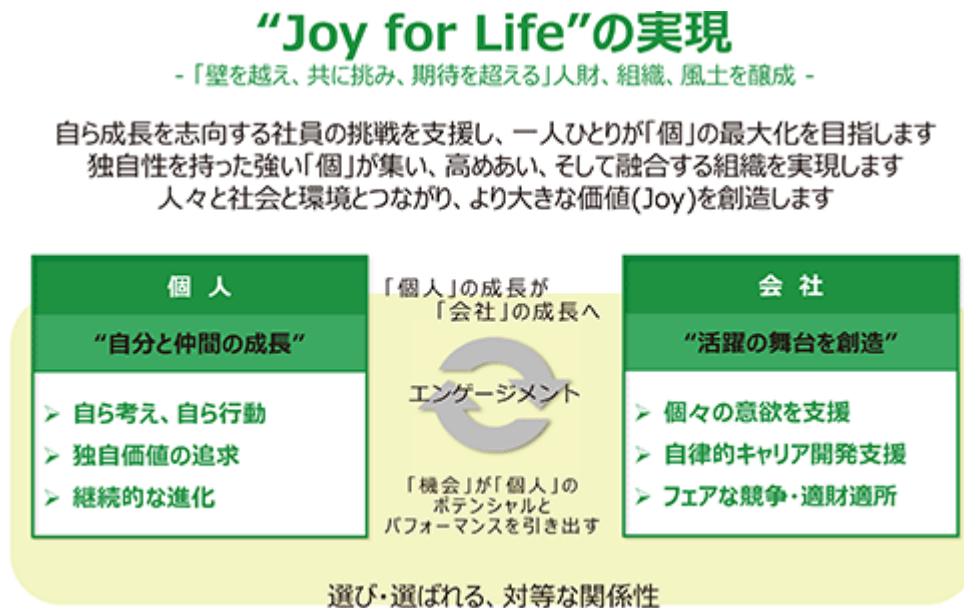 “Joy for Life”の実現
-「壁を越え、共に挑み、期待を超える」人財、組織、風土を醸成 -
自ら成長を志向する社員の挑戦を支援し、一人ひとりが「個」の最大化を目指します
独自性を持った強い「個」が集い、高めあい、そして融合する組織を実現します
人々と社会と環境とつながり、より大きな価値(Joy)を創造します
個 人
“自分と仲間の成長”
➢ 自ら考え、自ら行動
➢ 独自価値の追求
➢ 継続的な進化
「個人」の成長が
「会社」の成長へ
エンゲージメント
「機会」が「個人」の
ポテンシャルと
パフォーマンスを引き出す
会 社
“活躍の舞台を創造”
➢ 個々の意欲を支援
➢ 自律的キャリア開発支援
➢ フェアな競争・適財適所
選び・選ばれる、対等な関係性